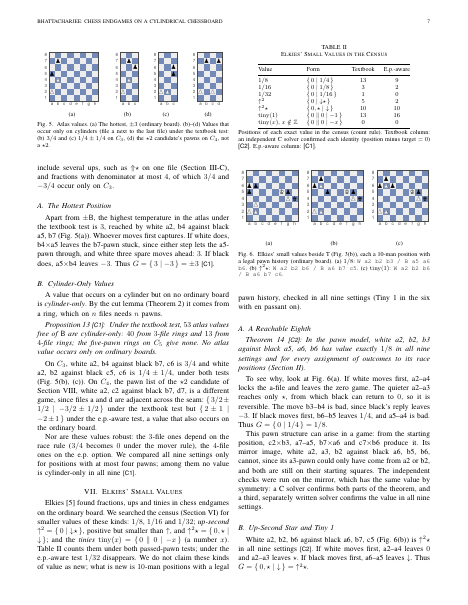 BHATTACHARJEE: CHESS ENDGAMES ON A CYLINDRICAL CHESSBOARD
7
(a)
(b)
(c)
(d)
Fig. 5. Atlas values. (a) The hottest, ±3 (ordinary board). (b)–(d) Values that
occur only on cylinders (file a next to the last file) under the textbook test:
(b) 3/4 and (c) 1/4 ± 1/4 on C₃, (d) the ⋆2 candidate's pawns on C₄, not
a ⋆2.
include several ups, such as ⇑⋆ on one file (Section III-C),
and fractions with denominator at most 4, of which 3/4 and
−3/4 occur only on C₃.
A. The Hottest Position
Apart from ±B, the highest temperature in the atlas under
the textbook test is 3, reached by white a2, b4 against black
a5, b7 (Fig. 5(a)). Whoever moves first captures. If white does,
b4×a5 leaves the b7-pawn stuck, since either step lets the a5-
pawn through, and white three spare moves ahead: 3. If black
does, a5×b4 leaves −3. Thus G = {3 | −3} = ±3 [C1].
B. Cylinder-Only Values
A value that occurs on a cylinder but on no ordinary board
is cylinder-only. By the cut lemma (Theorem 2) it comes from
a ring, which on n files needs n pawns.
Proposition 13 [C1]: Under the textbook test, 53 atlas values
free of B are cylinder-only: 40 from 3-file rings and 13 from
4-file rings; the five-pawn rings on C₅ give none. No atlas
value occurs only on ordinary boards.
On C₃, white a2, b4 against black b7, c6 is 3/4 and white
a2, b2 against black c5, c6 is 1/4 ± 1/4, under both tests
(Fig. 5(b), (c)). On C₄, the pawn list of the ⋆2 candidate of
Section VIII, white a2, c2 against black b7, d7, is a different
game, since files a and d are adjacent across the seam: {3/2 ±
1/2 | −3/2 ± 1/2} under the textbook test but {2 ± 1 |
−2 ± 1} under the e.p.-aware test, a value that also occurs on
the ordinary board.
Nor are these values robust: the 3-file ones depend on the
race rule (3/4 becomes 0 under the mover rule), the 4-file
ones on the e.p. option. We compared all nine settings only
for positions with at most four pawns; among them no value
is cylinder-only in all nine [C1].
VII. ELKIES' SMALL VALUES
Elkies [5] found fractions, ups and tinies in chess endgames
on the ordinary board. We searched the census (Section VI) for
smaller values of these kinds: 1/8, 1/16 and 1/32; up-second
↑² = {0 | ↓⋆}, positive but smaller than ↑, and ↑²⋆ = {0, ⋆ |
↓}; and the tinies tiny(x) = {0 ‖ 0 | −x} (a number x).
Table II counts them under both passed-pawn tests; under the
e.p.-aware test 1/32 disappears. We do not claim these kinds
of value as new; what is new is 10-man positions with a legal
TABLE II
ELKIES' SMALL VALUES IN THE CENSUS
Value Form Textbook E.p.-aware
1/8 {0 | 1/4} 13 9
1/16 {0 | 1/8} 3 2
1/32 {0 | 1/16} 1 0
↑² {0 | ↓⋆} 5 2
↑²⋆ {0, ⋆ | ↓} 10 10
tiny(1) {0 ‖ 0 | −1} 13 16
tiny(x), x ∉ ℤ {0 ‖ 0 | −x} 0 0
Positions of each exact value in the census (count rule). Textbook column:
an independent C solver confirmed each identity (position minus target = 0)
[C2]. E.p.-aware column: [C1].
(a)
(b)
(c)
Fig. 6. Elkies' small values beside T (Fig. 3(b)), each a 10-man position with
a legal pawn history (ordinary board). (a) 1/8: W a2 b2 b3 / B a5 a6
b6. (b) ↑²⋆: W a2 b2 b6 / B a6 b7 c5. (c) tiny(1): W a2 b2 b6
/ B a6 b7 c6.
pawn history, checked in all nine settings (Tiny 1 in the six
with en passant on).
A. A Reachable Eighth
Theorem 14 [C2]: In the pawn model, white a2, b2, b3
against black a5, a6, b6 has value exactly 1/8 in all nine
settings and for every assignment of outcomes to its race
positions (Section II).
To see why, look at Fig. 6(a). If white moves first, a2–a4
locks the a-file and leaves the zero game. The quieter a2–a3
reaches only ⋆, from which black can return to 0, so it is
reversible. The move b3–b4 is bad, since black's reply leaves
−3. If black moves first, b6–b5 leaves 1/4, and a5–a4 is bad.
Thus G = {0 | 1/4} = 1/8.
This pawn structure can arise in a game: from the starting
position, c2×b3, a7–a5, b7×a6 and c7×b6 produce it. Its
mirror image, white a2, a3, b2 against black a6, b5, b6,
cannot, since its a3-pawn could only have come from a2 or b2,
and both are still on their starting squares. The independent
checks were run on the mirror, which has the same value by
symmetry: a C solver confirms both parts of the theorem, and
a third, separately written solver confirms the value in all nine
settings.
B. Up-Second Star and Tiny 1
White a2, b2, b6 against black a6, b7, c5 (Fig. 6(b)) is ↑²⋆
in all nine settings [C2]. If white moves first, a2–a4 leaves 0
and a2–a3 leaves ⋆. If black moves first, a6–a5 leaves ↓. Thus
G = {0, ⋆ | ↓} = ↑²⋆.